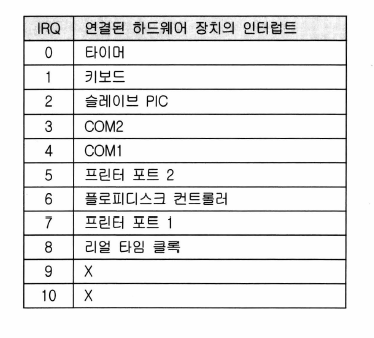 IRQ 연결된 하드웨어 장치의 인터럽트
0 타이머
1 키보드
2 슬레이브 PIC
3 COM2
4 COM1
5 프린터 포트 2
6 플로피디스크 컨트롤러
7 프린터 포트 1
8 리얼 타임 클록
9 X
10 X